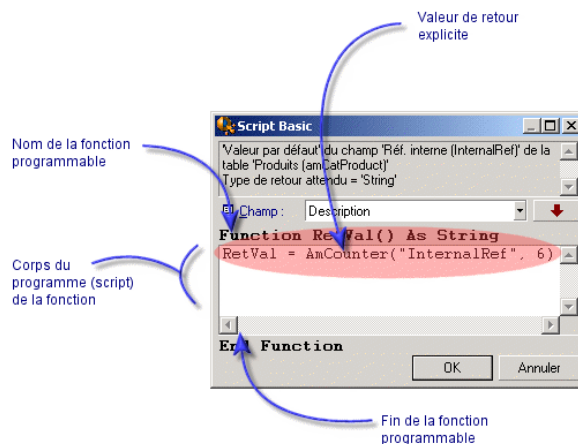 Valeur de retour
explicite
Script Basic
Nom de la fonction
programmable
'Valeur par défaut' du champ 'Réf. interne (InternalRef)' de la
table 'Produits (amCatProduct)'
Type de retour attendu = 'String'
Champ : Description
Function RetVal() As String
RetVal = AmCounter("InternalRef", 6)
Corps du
programme (script)
de la fonction
End Function
OK Annuler
Fin de la fonction
programmable